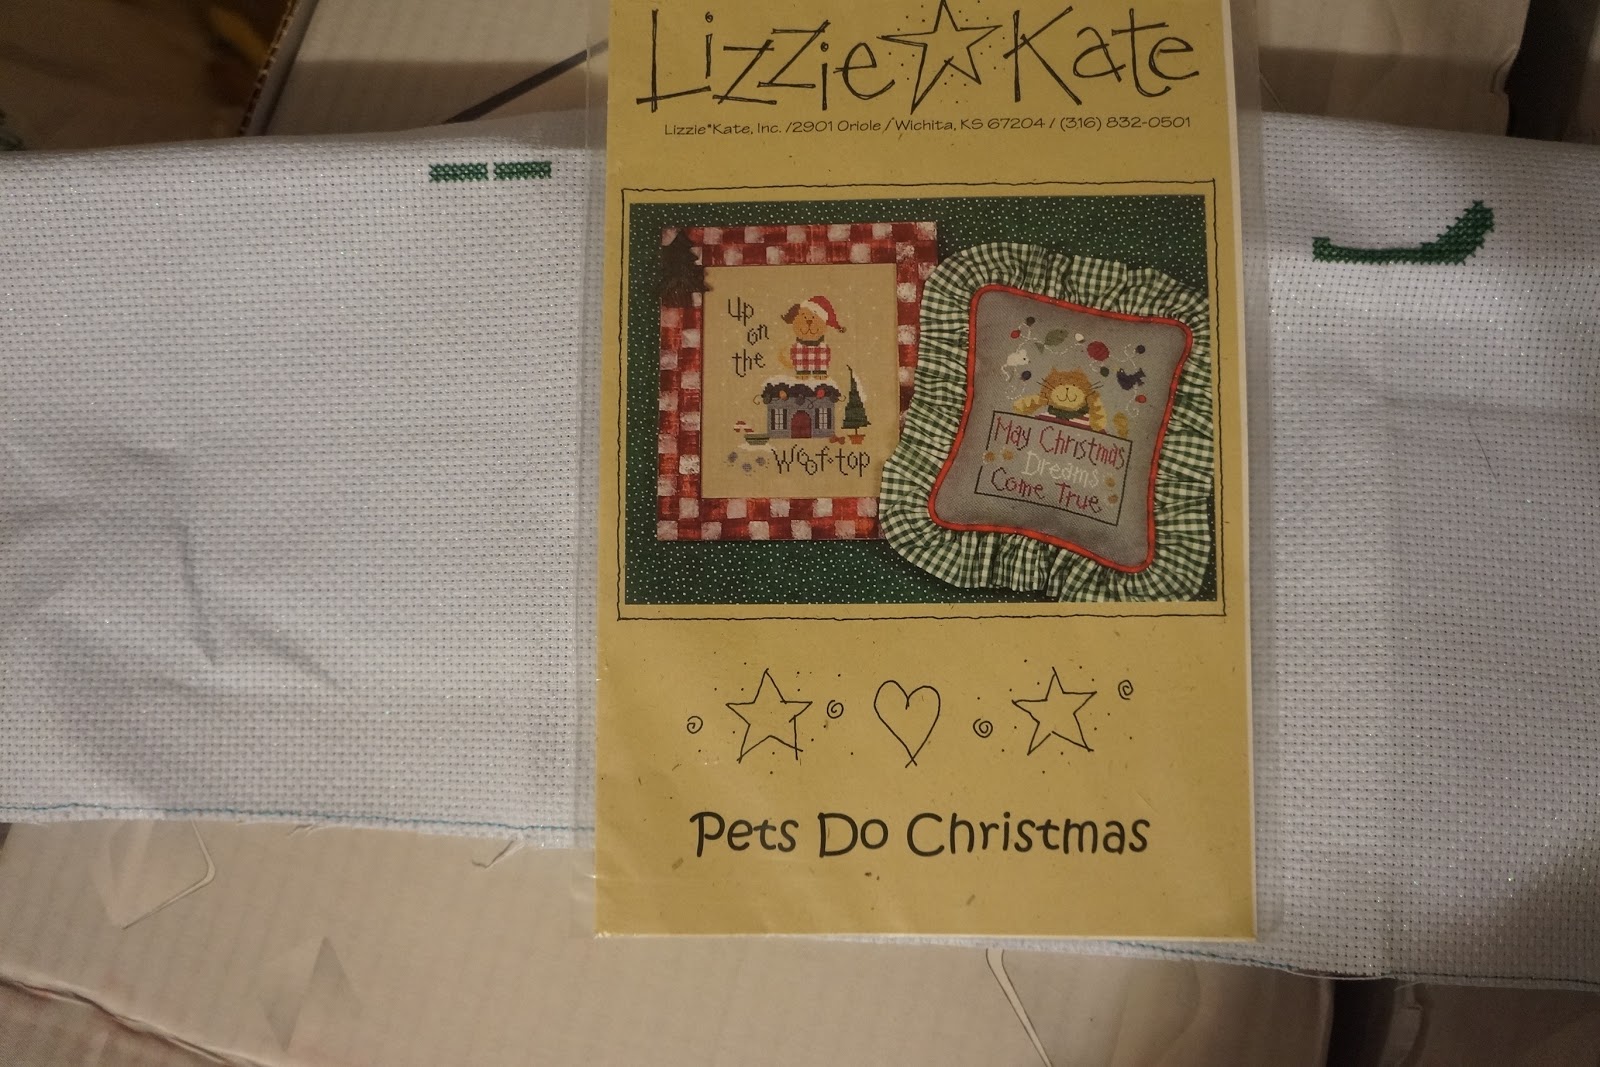 Lizzie Kate
Lizzie*Kate, Inc. /2901 Oriole / Wichita, KS 67204 / (316) 832-0501
Up
on
the
Woof-top
May Christmas
Dreams
Come True
Pets Do Christmas